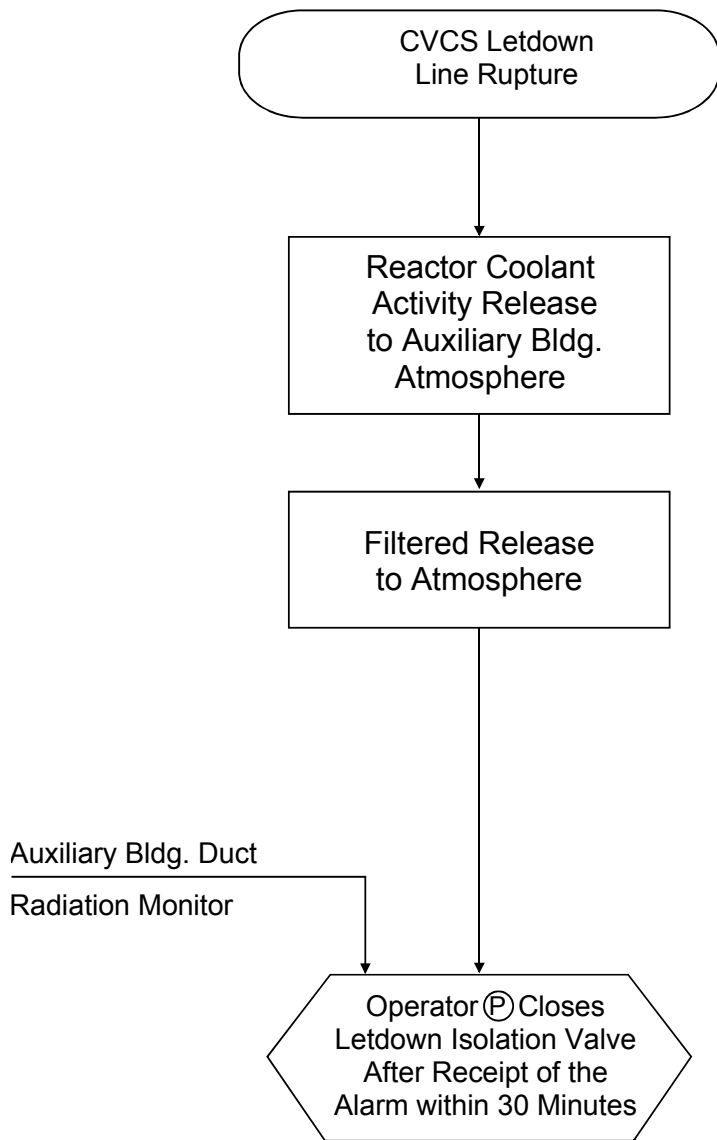 CVCS Letdown
Line Rupture
Reactor Coolant
Activity Release
to Auxiliary Bldg.
Atmosphere
Filtered Release
to Atmosphere
Auxiliary Bldg. Duct
Radiation Monitor
Operator Ⓟ Closes
Letdown Isolation Valve
After Receipt of the
Alarm within 30 Minutes